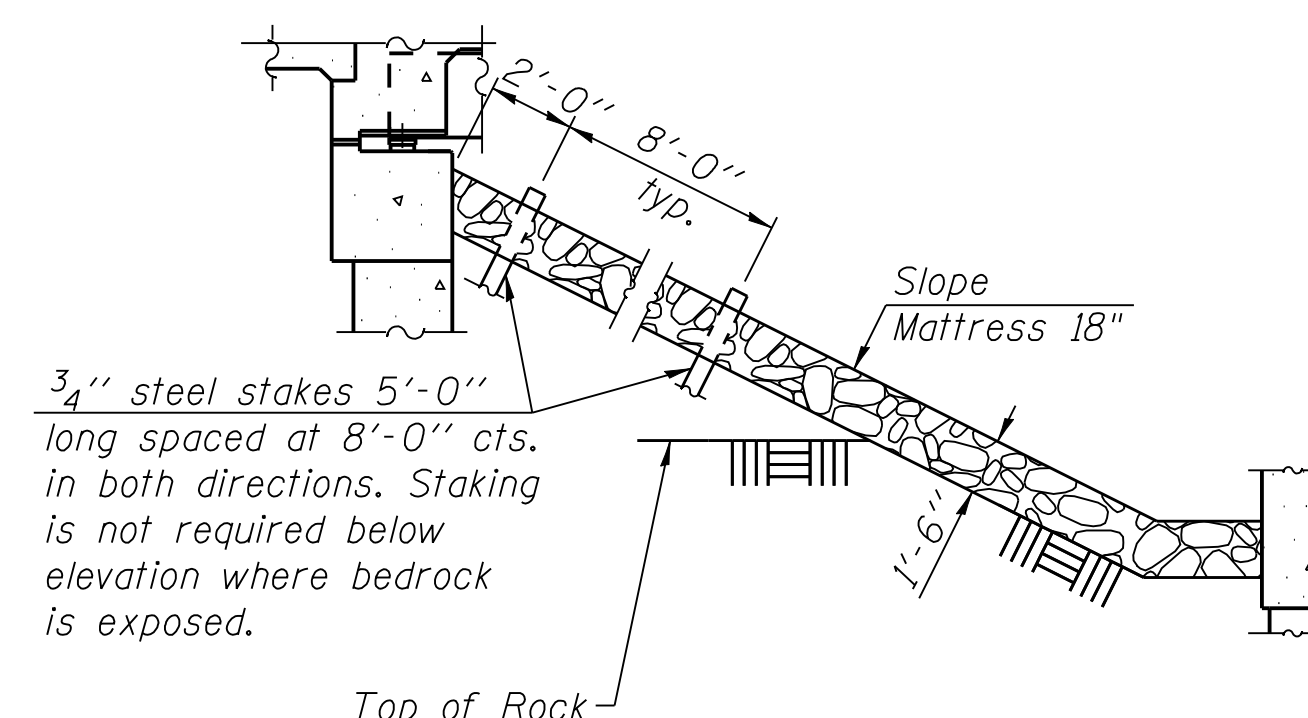 2'-0"
8'-0"
typ.
Slope
Mattress 18"
3/4" steel stakes 5'-0"
long spaced at 8'-0" cts.
in both directions. Staking
is not required below
elevation where bedrock
is exposed.
1'-6"
Top of Rock